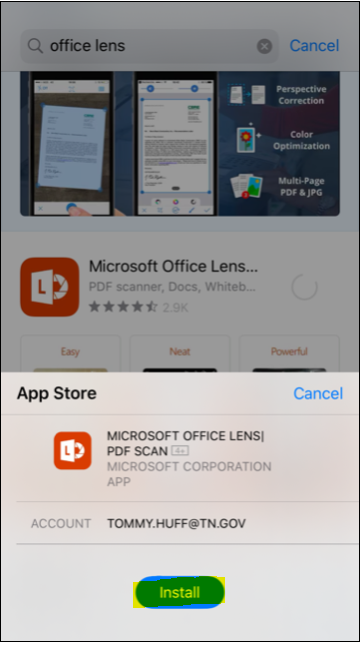 office lens
Cancel
Perspective
Correction
Color
Optimization
Multi-Page
PDF & JPG
Microsoft Office Lens...
PDF scanner, Docs, Whiteb...
2.9K
Easy
Neat
Powerful
App Store
Cancel
MICROSOFT OFFICE LENS|
PDF SCAN 4+
MICROSOFT CORPORATION
APP
ACCOUNT TOMMY.HUFF@TN.GOV
Install